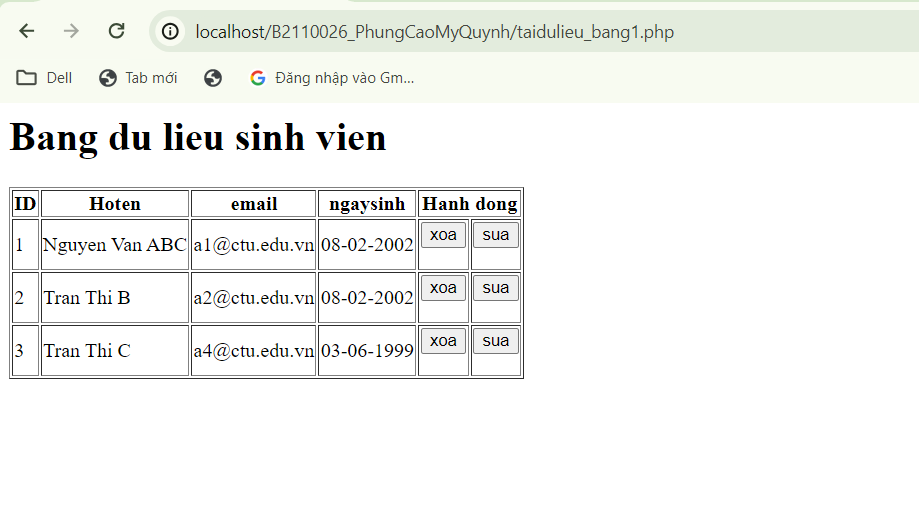 localhost/B2110026_PhungCaoMyQuynh/taidulieu_bang1.php
Dell Tab mới Đăng nhập vào Gm...
Bang du lieu sinh vien
ID Hoten email ngaysinh Hanh dong
1 Nguyen Van ABC a1@ctu.edu.vn 08-02-2002 xoa sua
2 Tran Thi B a2@ctu.edu.vn 08-02-2002 xoa sua
3 Tran Thi C a4@ctu.edu.vn 03-06-1999 xoa sua